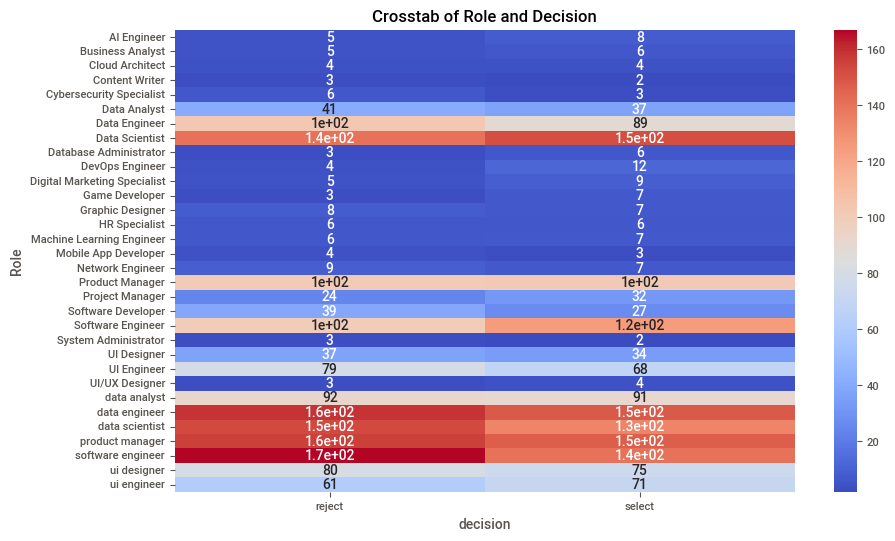 Crosstab of Role and Decision
Role
AI Engineer 5 8
Business Analyst 5 6
Cloud Architect 4 4
Content Writer 3 2
Cybersecurity Specialist 6 3
Data Analyst 41 37
Data Engineer 1e+02 89
Data Scientist 1.4e+02 1.5e+02
Database Administrator 3 6
DevOps Engineer 4 12
Digital Marketing Specialist 5 9
Game Developer 3 7
Graphic Designer 8 7
HR Specialist 6 6
Machine Learning Engineer 6 7
Mobile App Developer 4 3
Network Engineer 9 7
Product Manager 1e+02 1e+02
Project Manager 24 32
Software Developer 39 27
Software Engineer 1e+02 1.2e+02
System Administrator 3 2
UI Designer 37 34
UI Engineer 79 68
UI/UX Designer 3 4
data analyst 92 91
data engineer 1.6e+02 1.5e+02
data scientist 1.5e+02 1.3e+02
product manager 1.6e+02 1.5e+02
software engineer 1.7e+02 1.4e+02
ui designer 80 75
ui engineer 61 71
reject select
decision
160
140
120
100
80
60
40
20